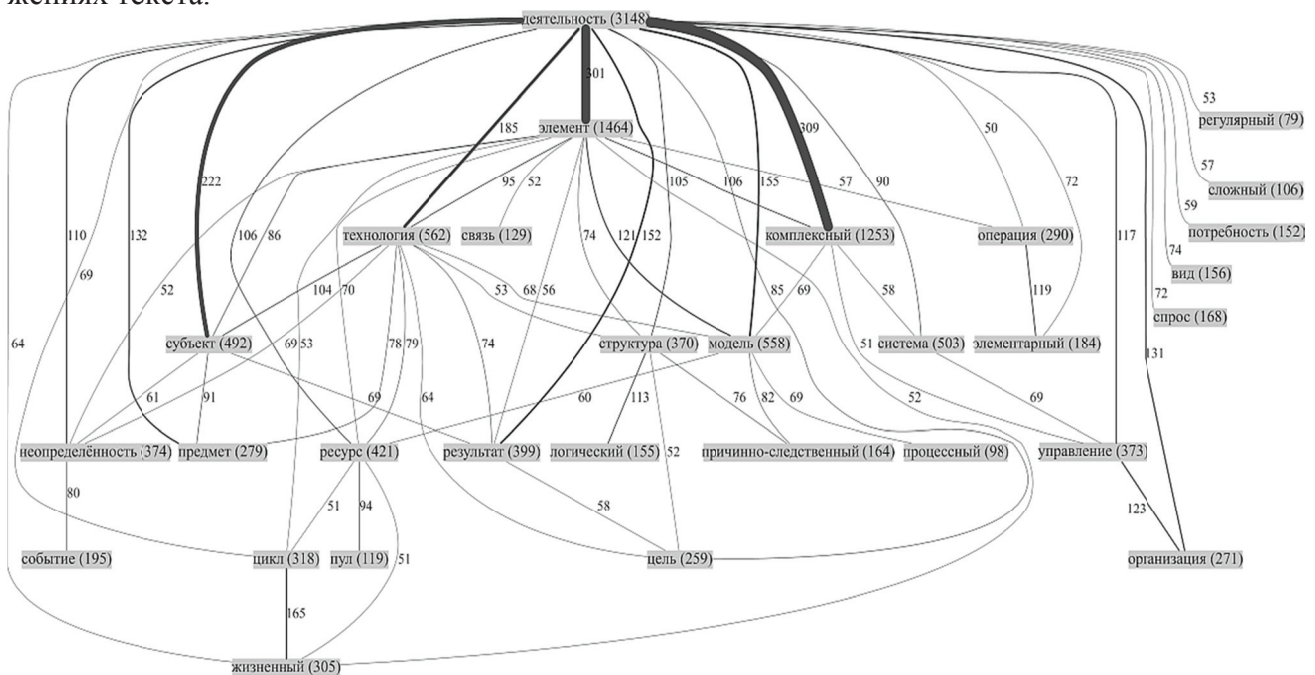 жениях текста.
деятельность (3148)
301
53
регулярный (79)
185
элемент (1464)
309
50
57
сложный (106)
222
95
52
105
106
155
57
90
72
59
потребность (152)
110
132
106
86
технология (562)
связь (129)
74
121
152
комплексный (1253)
операция (290)
117
74
вид (156)
69
52
104
70
53
68
56
85
69
58
119
72
спрос (168)
64
субъект (492)
69
53
78
79
74
структура (370)
модель (558)
51
система (503)
элементарный (184)
131
61
91
69
64
60
113
76
82
69
52
69
неопределённость (374)
предмет (279)
ресурс (421)
результат (399)
логический (155)
52
причинно-следственный (164)
процессный (98)
управление (373)
80
51
94
58
123
событие (195)
цикл (318)
пул (119)
51
цель (259)
организация (271)
165
жизненный (305)